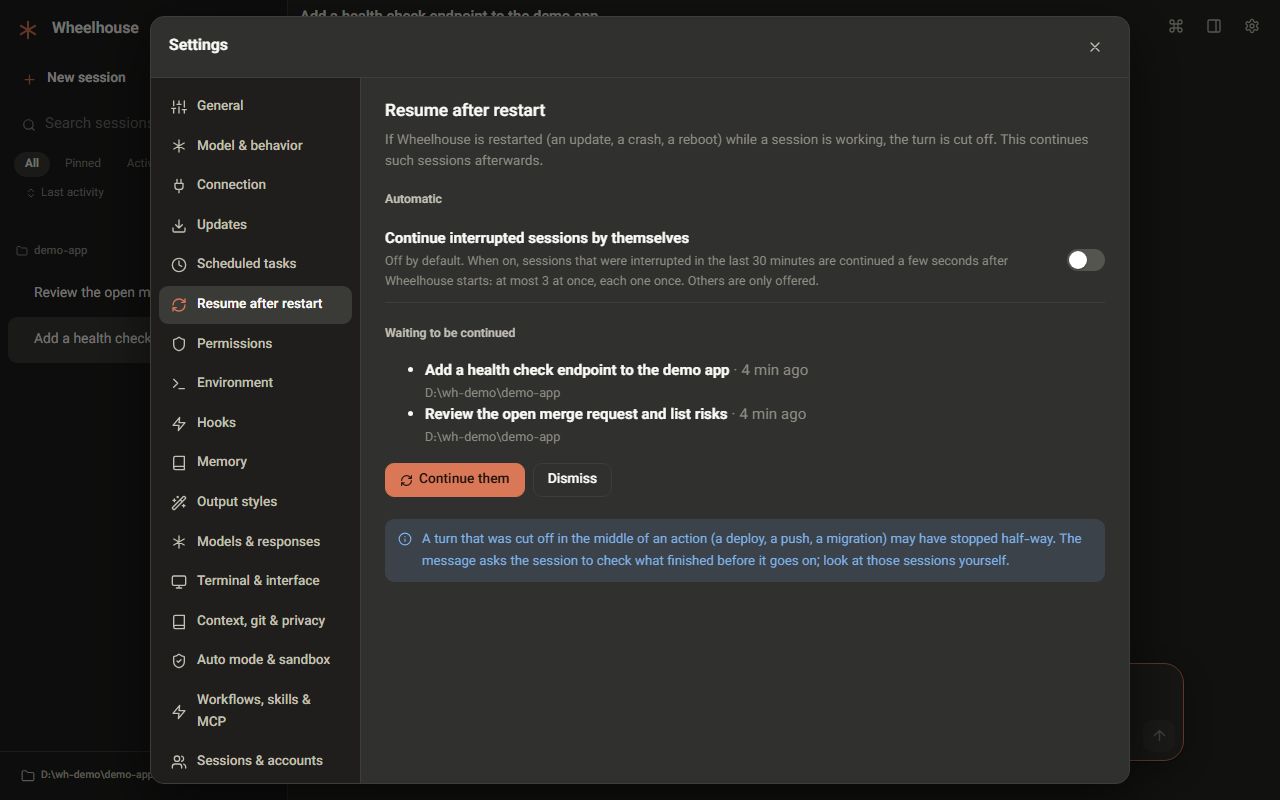 Add a health check endpoint to the demo app
Wheelhouse
Settings
New session
Search sessions
All
Pinned
Last activity
demo-app
Review the open m
Add a health check
D:\wh-demo\demo-app
General
Model & behavior
Connection
Updates
Scheduled tasks
Resume after restart
Permissions
Environment
Hooks
Memory
Output styles
Models & responses
Terminal & interface
Context, git & privacy
Auto mode & sandbox
Workflows, skills &
MCP
Sessions & accounts
Resume after restart
If Wheelhouse is restarted (an update, a crash, a reboot) while a session is working, the turn is cut off. This continues
such sessions afterwards.
Automatic
Continue interrupted sessions by themselves
Off by default. When on, sessions that were interrupted in the last 30 minutes are continued a few seconds after
Wheelhouse starts: at most 3 at once, each one once. Others are only offered.
Waiting to be continued
• Add a health check endpoint to the demo app · 4 min ago
D:\wh-demo\demo-app
• Review the open merge request and list risks · 4 min ago
D:\wh-demo\demo-app
Continue them
Dismiss
A turn that was cut off in the middle of an action (a deploy, a push, a migration) may have stopped half-way. The
message asks the session to check what finished before it goes on; look at those sessions yourself.